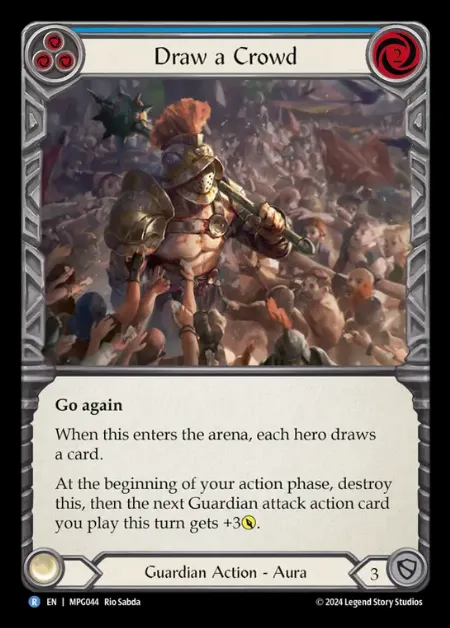 Draw a Crowd
2
Go again
When this enters the arena, each hero draws
a card.
At the beginning of your action phase, destroy
this, then the next Guardian attack action card
you play this turn gets +3.
Guardian Action - Aura
3
R EN | MPG044 Rio Sabda
© 2024 Legend Story Studios